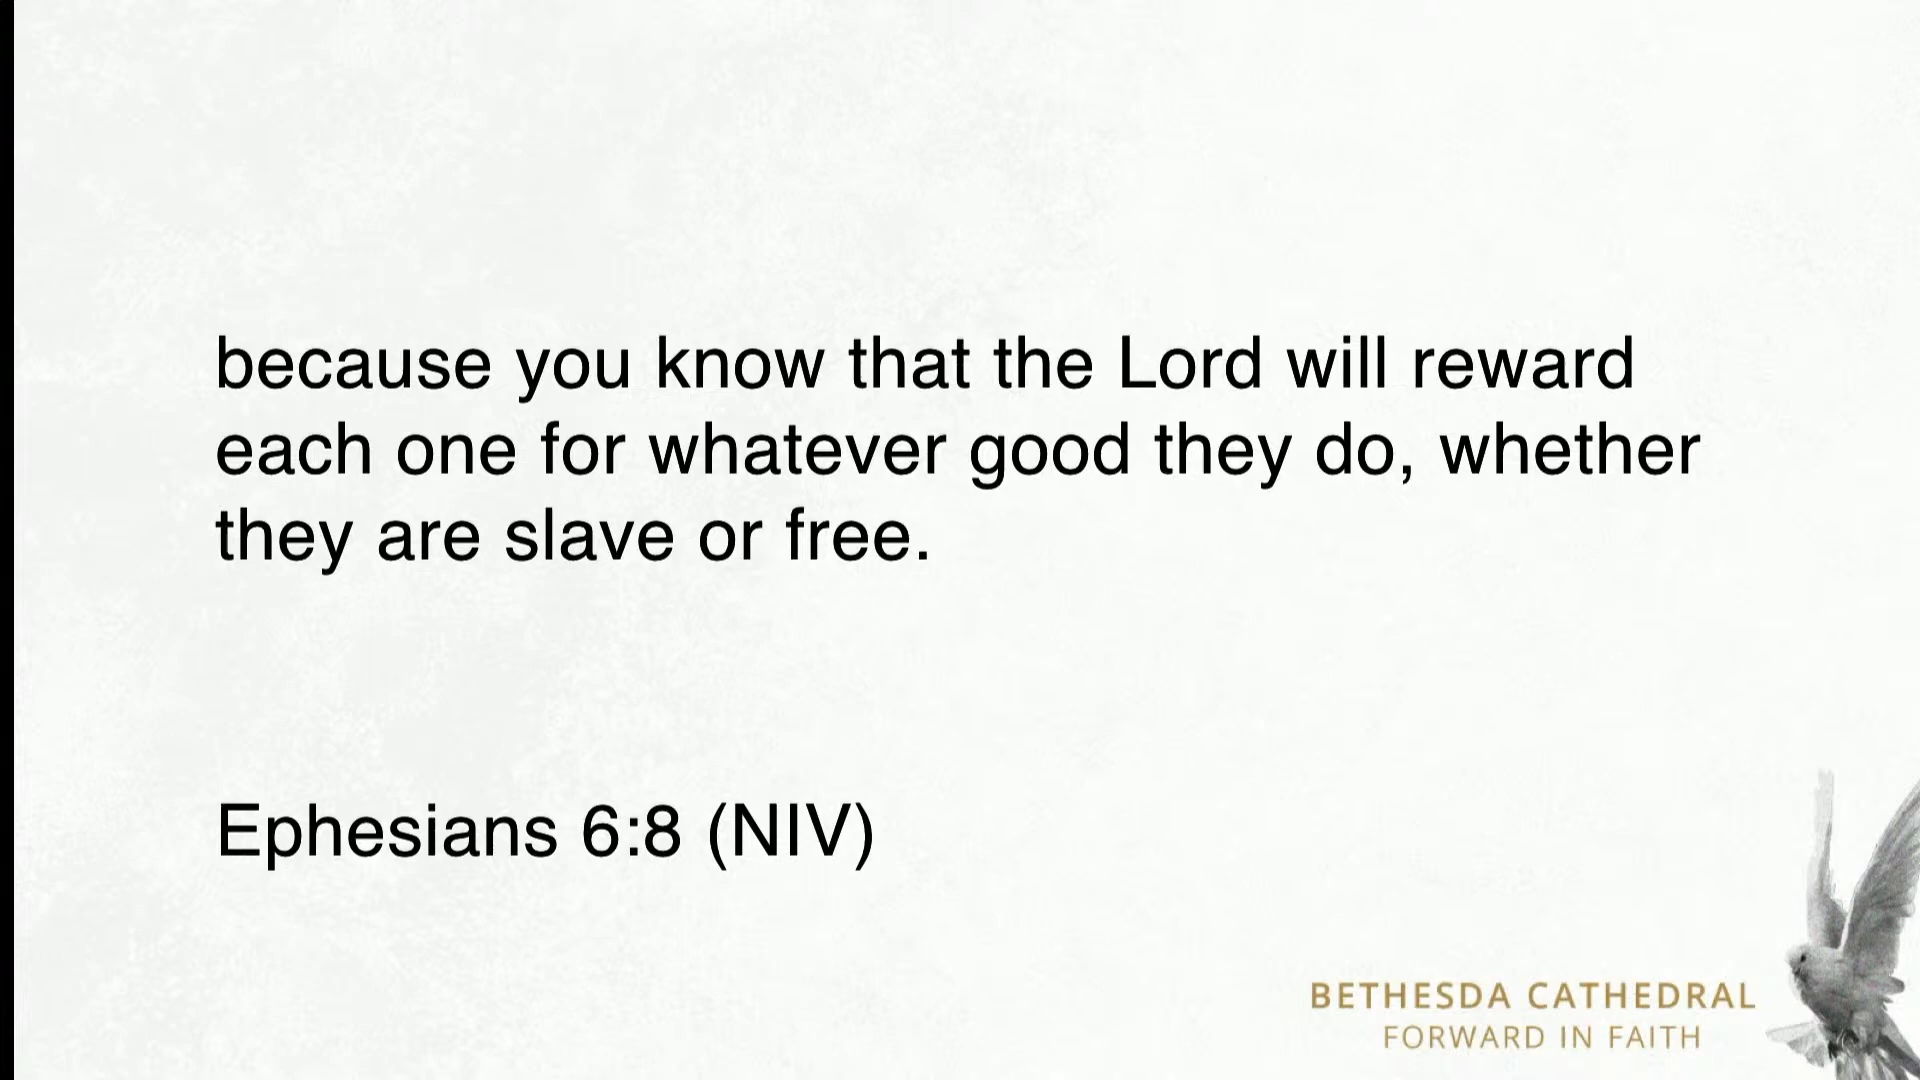 because you know that the Lord will reward
each one for whatever good they do, whether
they are slave or free.
Ephesians 6:8 (NIV)
BETHESDA CATHEDRAL
FORWARD IN FAITH